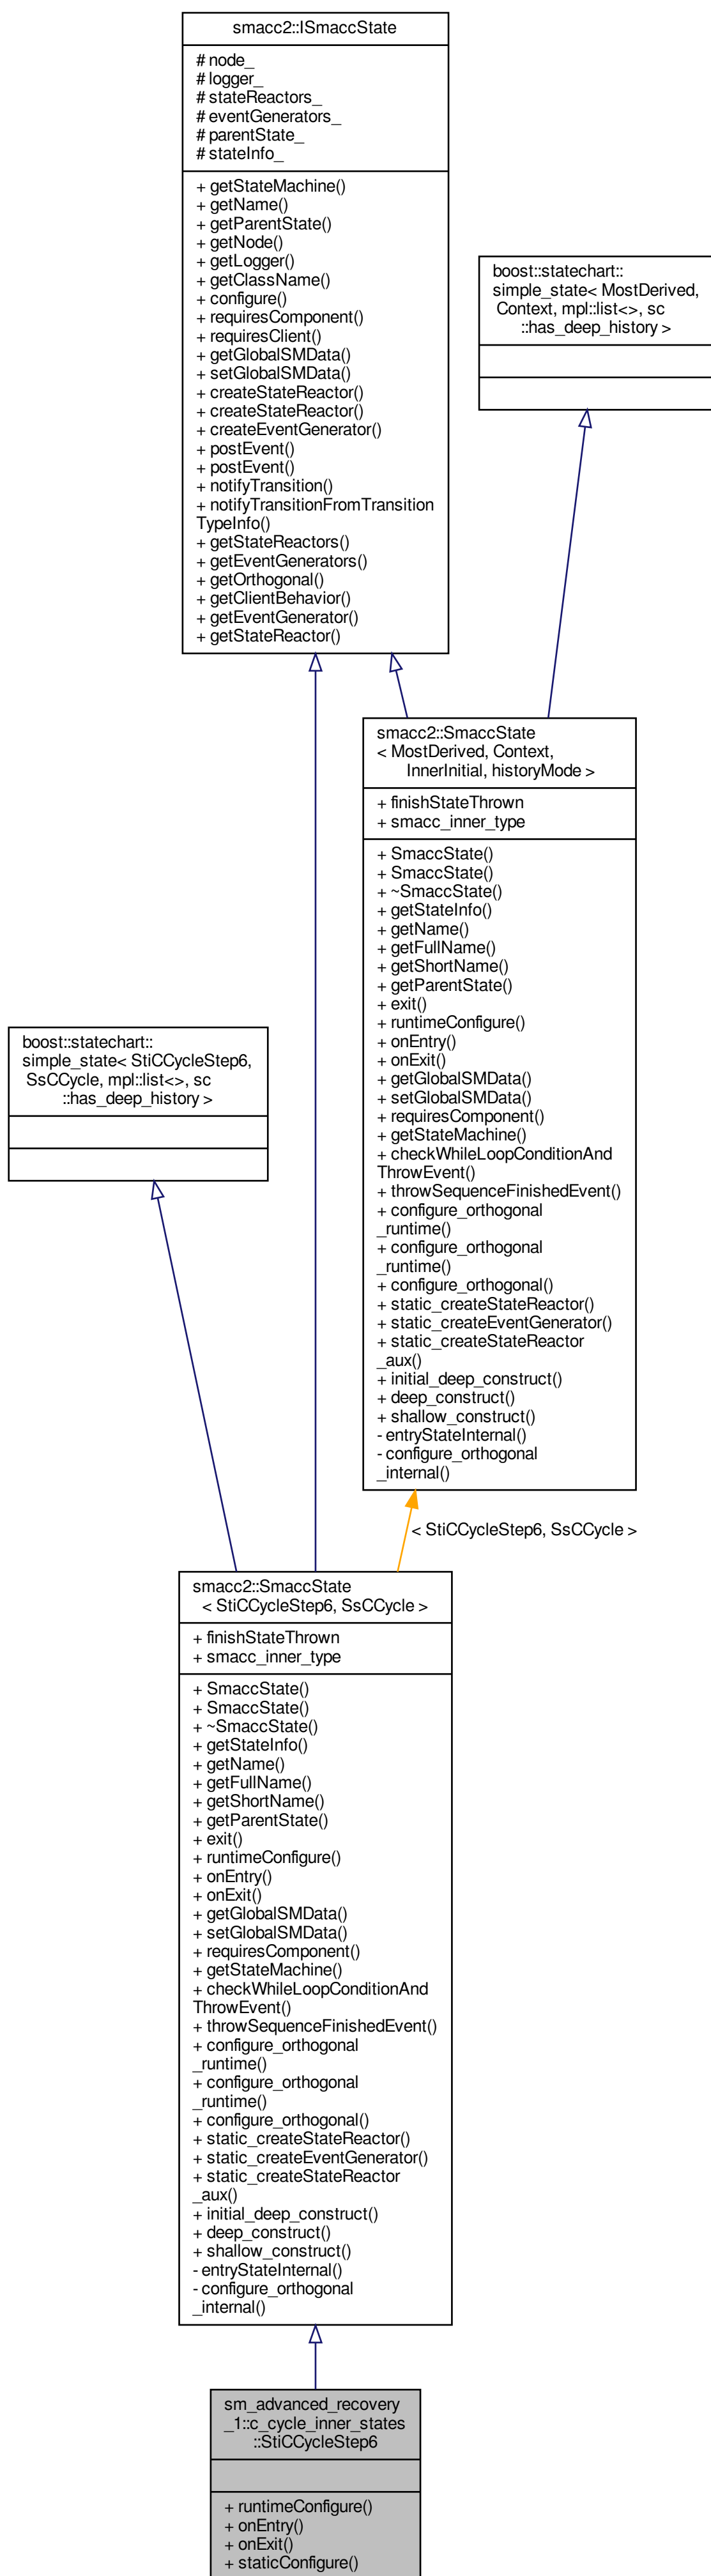 smacc2::ISmaccState
# node_
# logger_
# stateReactors_
# eventGenerators_
# parentState_
# stateInfo_
+ getStateMachine()
+ getName()
+ getParentState()
+ getNode()
+ getLogger()
+ getClassName()
+ configure()
+ requiresComponent()
+ requiresClient()
+ getGlobalSMData()
+ setGlobalSMData()
+ createStateReactor()
+ createStateReactor()
+ createEventGenerator()
+ postEvent()
+ postEvent()
+ notifyTransition()
+ notifyTransitionFromTransition
TypeInfo()
+ getStateReactors()
+ getEventGenerators()
+ getOrthogonal()
+ getClientBehavior()
+ getEventGenerator()
+ getStateReactor()
boost::statechart::
simple_state< MostDerived,
Context, mpl::list<>, sc
::has_deep_history >
smacc2::SmaccState
< MostDerived, Context,
InnerInitial, historyMode >
+ finishStateThrown
+ smacc_inner_type
+ SmaccState()
+ SmaccState()
+ ~SmaccState()
+ getStateInfo()
+ getName()
+ getFullName()
+ getShortName()
+ getParentState()
+ exit()
+ runtimeConfigure()
+ onEntry()
+ onExit()
+ getGlobalSMData()
+ setGlobalSMData()
+ requiresComponent()
+ getStateMachine()
+ checkWhileLoopConditionAnd
ThrowEvent()
+ throwSequenceFinishedEvent()
+ configure_orthogonal
_runtime()
+ configure_orthogonal
_runtime()
+ configure_orthogonal()
+ static_createStateReactor()
+ static_createEventGenerator()
+ static_createStateReactor
_aux()
+ initial_deep_construct()
+ deep_construct()
+ shallow_construct()
- entryStateInternal()
- configure_orthogonal
_internal()
boost::statechart::
simple_state< StiCCycleStep6,
SsCCycle, mpl::list<>, sc
::has_deep_history >
< StiCCycleStep6, SsCCycle >
smacc2::SmaccState
< StiCCycleStep6, SsCCycle >
+ finishStateThrown
+ smacc_inner_type
+ SmaccState()
+ SmaccState()
+ ~SmaccState()
+ getStateInfo()
+ getName()
+ getFullName()
+ getShortName()
+ getParentState()
+ exit()
+ runtimeConfigure()
+ onEntry()
+ onExit()
+ getGlobalSMData()
+ setGlobalSMData()
+ requiresComponent()
+ getStateMachine()
+ checkWhileLoopConditionAnd
ThrowEvent()
+ throwSequenceFinishedEvent()
+ configure_orthogonal
_runtime()
+ configure_orthogonal
_runtime()
+ configure_orthogonal()
+ static_createStateReactor()
+ static_createEventGenerator()
+ static_createStateReactor
_aux()
+ initial_deep_construct()
+ deep_construct()
+ shallow_construct()
- entryStateInternal()
- configure_orthogonal
_internal()
sm_advanced_recovery
_1::c_cycle_inner_states
::StiCCycleStep6
+ runtimeConfigure()
+ onEntry()
+ onExit()
+ staticConfigure()